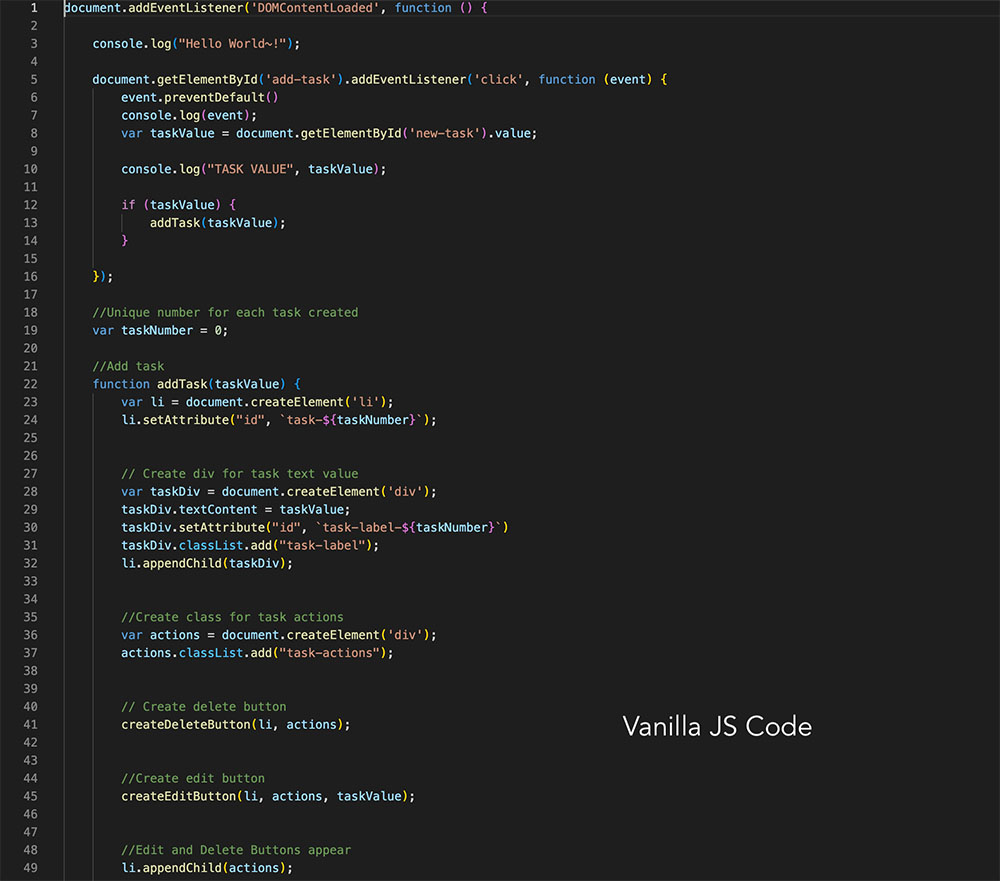 1 document.addEventListener('DOMContentLoaded', function () {
2
3 console.log("Hello World~!");
4
5 document.getElementById('add-task').addEventListener('click', function (event) {
6 event.preventDefault()
7 console.log(event);
8 var taskValue = document.getElementById('new-task').value;
9
10 console.log("TASK VALUE", taskValue);
11
12 if (taskValue) {
13 addTask(taskValue);
14 }
15
16 });
17
18 //Unique number for each task created
19 var taskNumber = 0;
20
21 //Add task
22 function addTask(taskValue) {
23 var li = document.createElement('li');
24 li.setAttribute("id", `task-${taskNumber}`);
25
26
27 // Create div for task text value
28 var taskDiv = document.createElement('div');
29 taskDiv.textContent = taskValue;
30 taskDiv.setAttribute("id", `task-label-${taskNumber}`)
31 taskDiv.classList.add("task-label");
32 li.appendChild(taskDiv);
33
34
35 //Create class for task actions
36 var actions = document.createElement('div');
37 actions.classList.add("task-actions");
38
39
40 // Create delete button
41 createDeleteButton(li, actions);
Vanilla JS Code
42
43
44 //Create edit button
45 createEditButton(li, actions, taskValue);
46
47
48 //Edit and Delete Buttons appear
49 li.appendChild(actions);